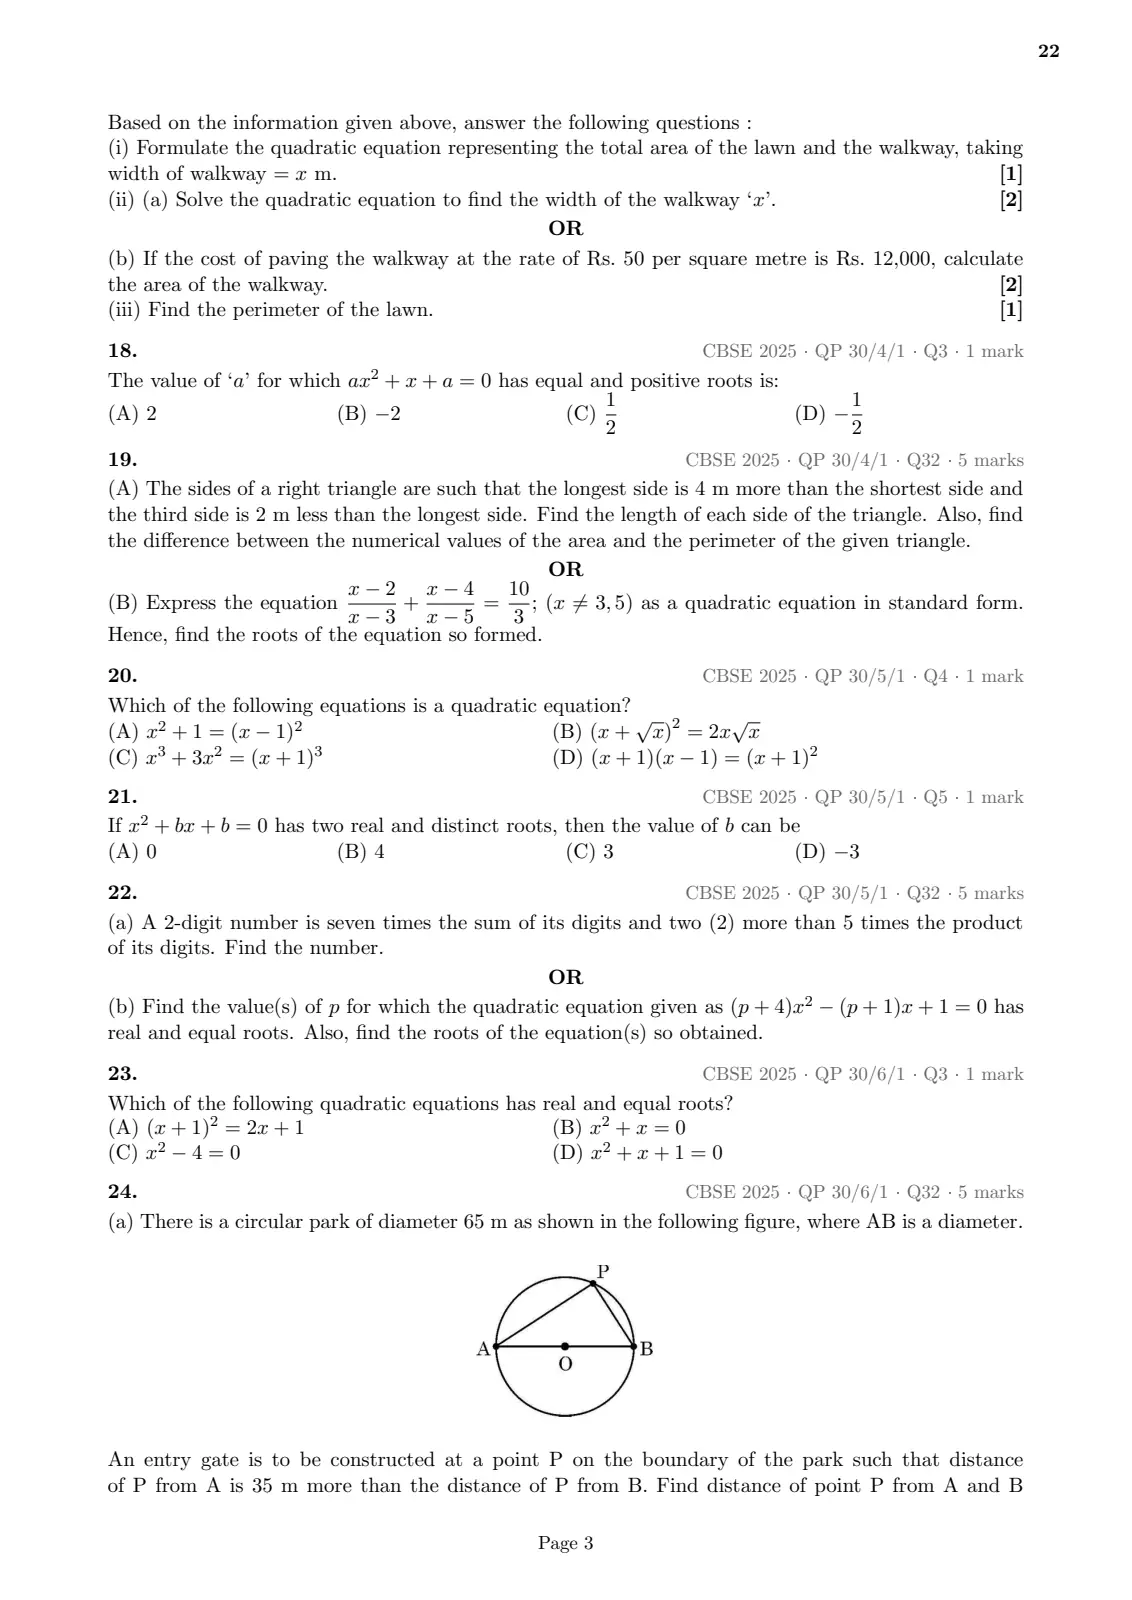 22
Based on the information given above, answer the following questions :
(i) Formulate the quadratic equation representing the total area of the lawn and the walkway, taking
width of walkway = x m. [1]
(ii) (a) Solve the quadratic equation to find the width of the walkway ‘x’. [2]
OR
(b) If the cost of paving the walkway at the rate of Rs. 50 per square metre is Rs. 12,000, calculate
the area of the walkway. [2]
(iii) Find the perimeter of the lawn. [1]
18. CBSE 2025 · QP 30/4/1 · Q3 · 1 mark
The value of ‘a’ for which ax² + x + a = 0 has equal and positive roots is:
(A) 2 (B) −2 (C) 1/2 (D) −1/2
19. CBSE 2025 · QP 30/4/1 · Q32 · 5 marks
(A) The sides of a right triangle are such that the longest side is 4 m more than the shortest side and
the third side is 2 m less than the longest side. Find the length of each side of the triangle. Also, find
the difference between the numerical values of the area and the perimeter of the given triangle.
OR
(B) Express the equation (x − 2)/(x − 3) + (x − 4)/(x − 5) = 10/3; (x ≠ 3, 5) as a quadratic equation in standard form.
Hence, find the roots of the equation so formed.
20. CBSE 2025 · QP 30/5/1 · Q4 · 1 mark
Which of the following equations is a quadratic equation?
(A) x² + 1 = (x − 1)² (B) (x + √x)² = 2x√x
(C) x³ + 3x² = (x + 1)³ (D) (x + 1)(x − 1) = (x + 1)²
21. CBSE 2025 · QP 30/5/1 · Q5 · 1 mark
If x² + bx + b = 0 has two real and distinct roots, then the value of b can be
(A) 0 (B) 4 (C) 3 (D) −3
22. CBSE 2025 · QP 30/5/1 · Q32 · 5 marks
(a) A 2-digit number is seven times the sum of its digits and two (2) more than 5 times the product
of its digits. Find the number.
OR
(b) Find the value(s) of p for which the quadratic equation given as (p + 4)x² − (p + 1)x + 1 = 0 has
real and equal roots. Also, find the roots of the equation(s) so obtained.
23. CBSE 2025 · QP 30/6/1 · Q3 · 1 mark
Which of the following quadratic equations has real and equal roots?
(A) (x + 1)² = 2x + 1 (B) x² + x = 0
(C) x² − 4 = 0 (D) x² + x + 1 = 0
24. CBSE 2025 · QP 30/6/1 · Q32 · 5 marks
(a) There is a circular park of diameter 65 m as shown in the following figure, where AB is a diameter.
P
A B
O
An entry gate is to be constructed at a point P on the boundary of the park such that distance
of P from A is 35 m more than the distance of P from B. Find distance of point P from A and B
Page 3